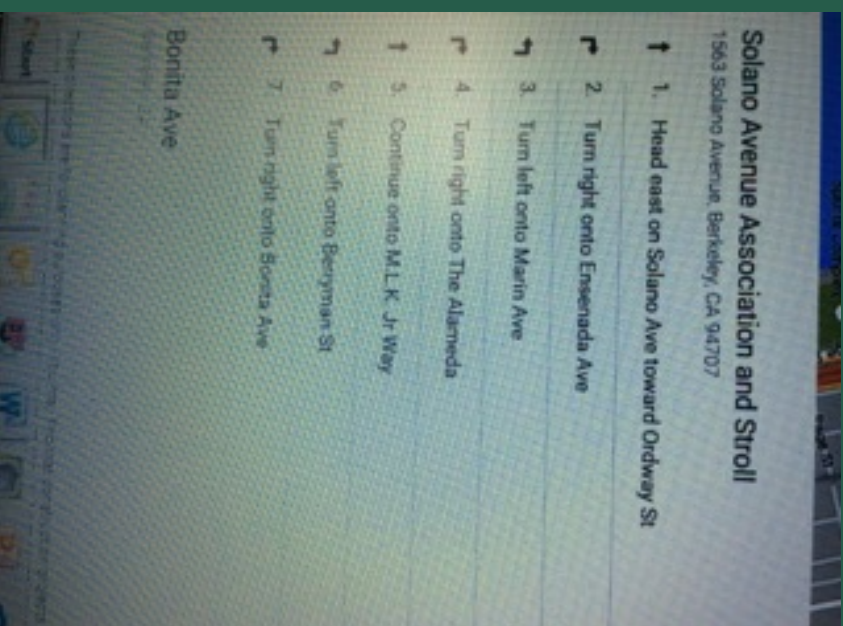 Solano Avenue Association and Stroll
1563 Solano Avenue, Berkeley, CA 94707
1. Head east on Solano Ave toward Ordway St
2. Turn right onto Ensenada Ave
3. Turn left onto Marin Ave
4. Turn right onto The Alameda
5. Continue onto M.L.K. Jr Way
6. Turn left onto Berryman St
7. Turn right onto Bonita Ave
Bonita Ave
Start